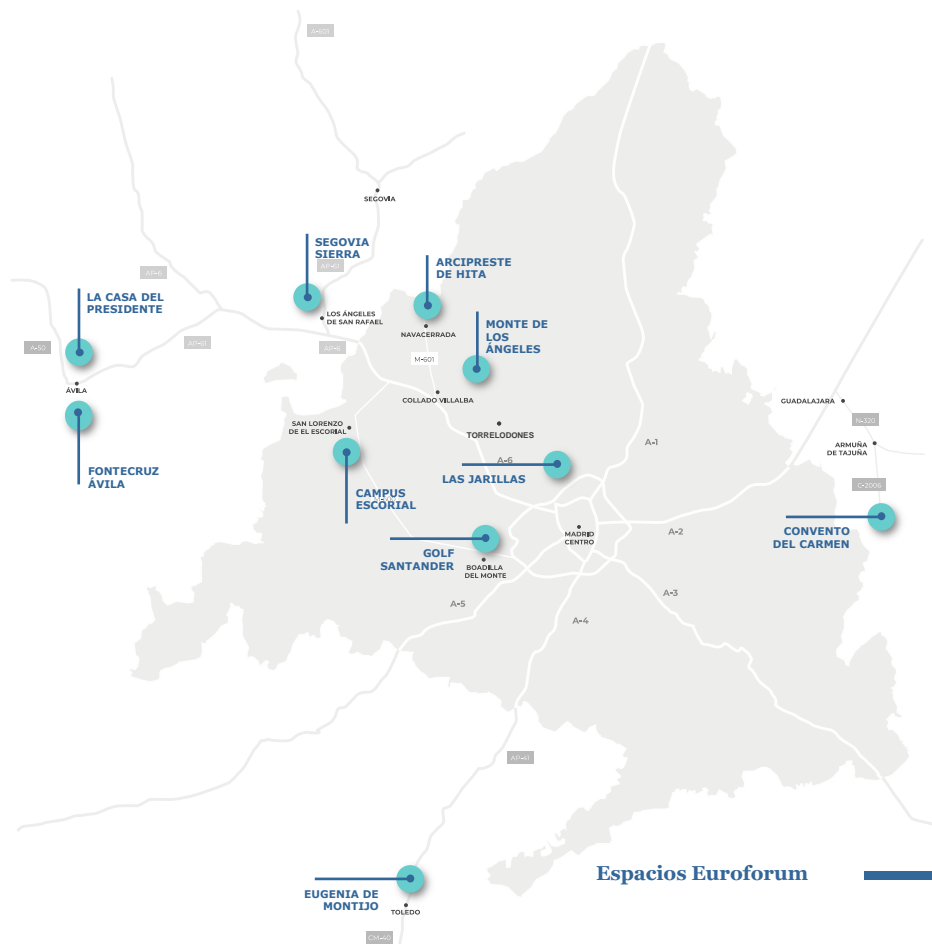 A-601
SEGOVIA
SEGOVIA
SIERRA
AP-61
ARCIPRESTE
DE HITA
AP-6
LA CASA DEL
PRESIDENTE
LOS ÁNGELES
DE SAN RAFAEL
NAVACERRADA
MONTE DE
LOS
ÁNGELES
A-50
AP-51
AP-6
M-601
ÁVILA
COLLADO VILLALBA
GUADALAJARA
N-320
SAN LORENZO
DE EL ESCORIAL
TORRELODONES
A-1
ARMUÑA
DE TAJUÑA
A-6
FONTECRUZ
ÁVILA
LAS JARILLAS
C-2006
CAMPUS
ESCORIAL
MADRID
CENTRO
A-2
CONVENTO
DEL CARMEN
GOLF
SANTANDER
BOADILLA
DEL MONTE
A-5
A-3
A-4
AP-41
Espacios Euroforum
EUGENIA DE
MONTIJO
TOLEDO
CM-40